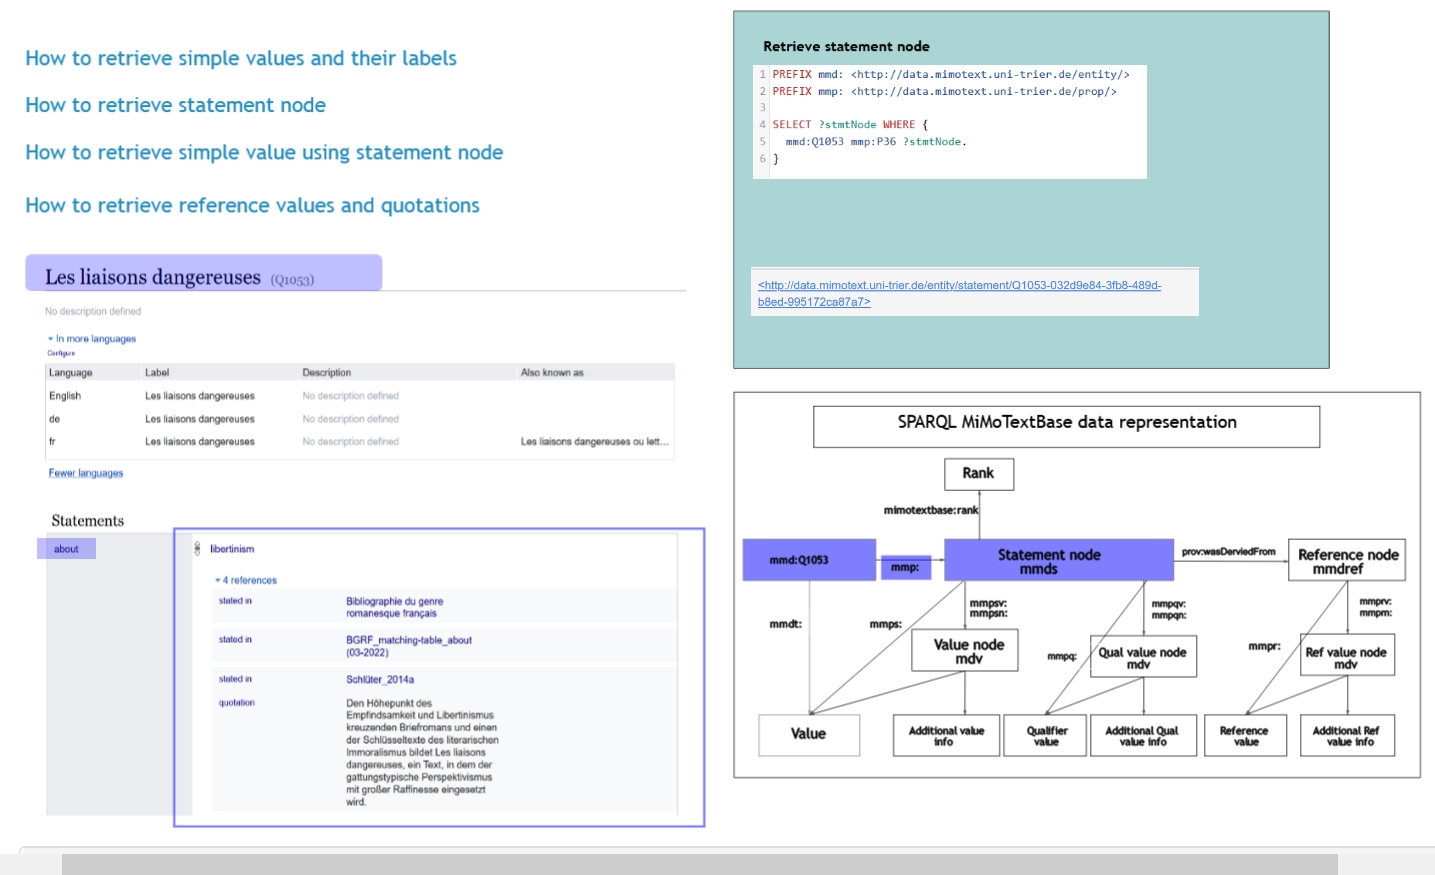 How to retrieve simple values and their labels
How to retrieve statement node
How to retrieve simple value using statement node
How to retrieve reference values and quotations
Les liaisons dangereuses (Q1053)
No description defined
In more languages
Configure
Language Label Description Also known as
English Les liaisons dangereuses No description defined
de Les liaisons dangereuses No description defined
fr Les liaisons dangereuses No description defined Les liaisons dangereuses ou lett...
Fewer languages
Statements
about
libertinism
4 references
stated in Bibliographie du genre
romanesque français
stated in BGRF_matching-table_about
(03-2022)
stated in Schlüter_2014a
quotation Den Höhepunkt des
Empfindsamkeit und Libertinismus
kreuzenden Briefromans und einen
der Schlüsseltexte des literarischen
Immoralismus bildet Les liaisons
dangereuses, ein Text, in dem der
gattungstypische Perspektivismus
mit großer Raffinesse eingesetzt
wird.
Retrieve statement node
1 PREFIX mmd: <http://data.mimotext.uni-trier.de/entity/>
2 PREFIX mmp: <http://data.mimotext.uni-trier.de/prop/>
3
4 SELECT ?stmtNode WHERE {
5 mmd:Q1053 mmp:P36 ?stmtNode.
6 }
<http://data.mimotext.uni-trier.de/entity/statement/Q1053-032d9e84-3fb8-489d-
b8ed-995172ca87a7>
SPARQL MiMoTextBase data representation
Rank
mimotextbase:rank
mmd:Q1053
mmp:
Statement node
mmds
prov:wasDerviedFrom
Reference node
mmdref
mmdt:
mmps:
mmpsv:
mmpsn:
mmpqv:
mmpqn:
mmprv:
mmprn:
Value node
mdv
mmpq:
Qual value node
mdv
mmpr:
Ref value node
mdv
Value
Additional value
info
Qualifier
value
Additional Qual
value info
Reference
value
Additional Ref
value info